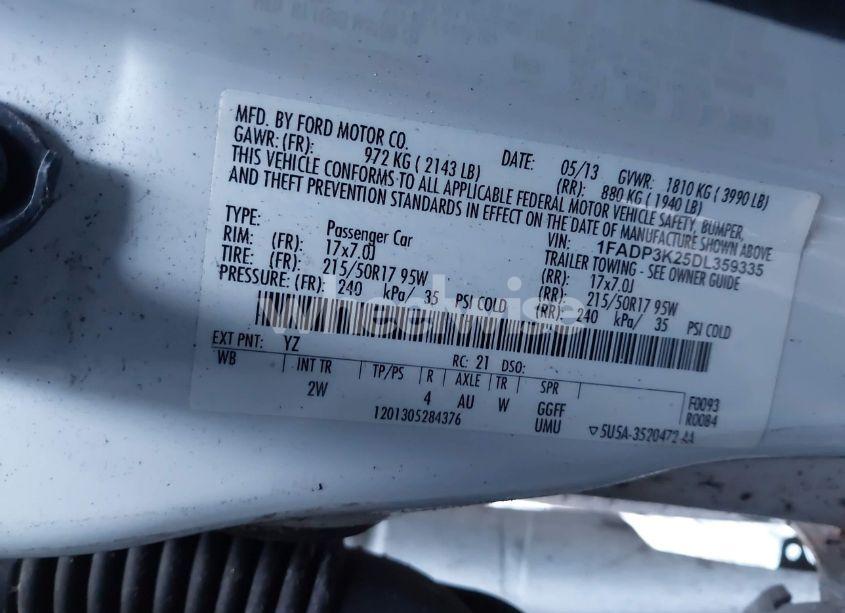 MFD. BY FORD MOTOR CO.
DATE: 05/13 GVWR: 1810 KG ( 3990 LB)
GAWR: (FR): 972 KG ( 2143 LB) (RR): 880 KG ( 1940 LB)
THIS VEHICLE CONFORMS TO ALL APPLICABLE FEDERAL MOTOR VEHICLE SAFETY, BUMPER,
AND THEFT PREVENTION STANDARDS IN EFFECT ON THE DATE OF MANUFACTURE SHOWN ABOVE
VIN: 1FADP3K25DL359335
TYPE: Passenger Car TRAILER TOWING - SEE OWNER GUIDE
RIM: (FR): 17x7.0J (RR): 17x7.0J
TIRE: (FR): 215/50R17 95W (RR): 215/50R17 95W
PRESSURE: (FR): 240 kPa/ 35 PSI COLD (RR): 240 kPa/ 35 PSI COLD
Wheelwise
EXT PNT: YZ RC: 21 DSO:
WB INT TR TP/PS R AXLE TR SPR F0093
2W 4 AU W GGFF R0084
1201305284376 UMU ▽5U5A-3520472-AA